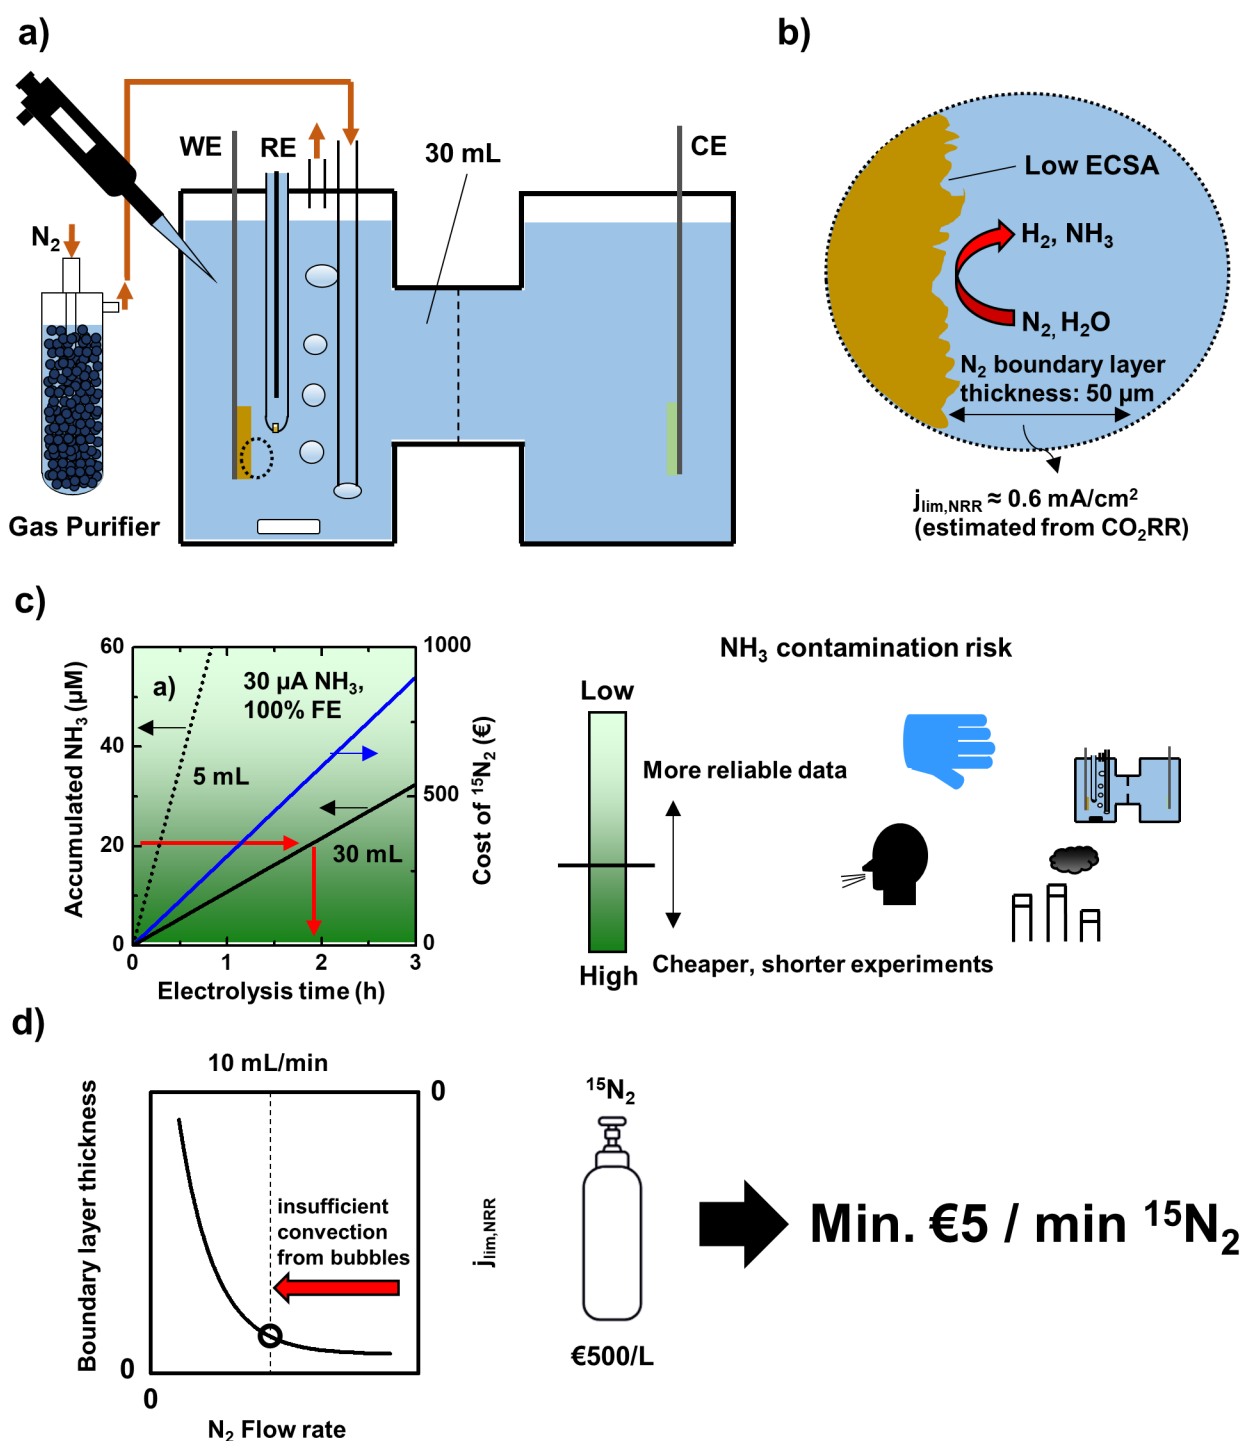 a)
WE
RE
30 mL
CE
N₂
Gas Purifier
b)
Low ECSA
H₂, NH₃
N₂, H₂O
N₂ boundary layer
thickness: 50 µm
jlim,NRR ≈ 0.6 mA/cm²
(estimated from CO₂RR)
c)
Accumulated NH₃ (µM)
60
40
20
0
a)
30 µA NH₃,
100% FE
5 mL
30 mL
1000
500
0
Cost of ¹⁵N₂ (€)
0
1
2
3
Electrolysis time (h)
NH₃ contamination risk
Low
More reliable data
Cheaper, shorter experiments
High
d)
10 mL/min
Boundary layer thickness
0
insufficient
convection
from bubbles
jlim,NRR
0
0
N₂ Flow rate
¹⁵N₂
€500/L
Min. €5 / min ¹⁵N₂